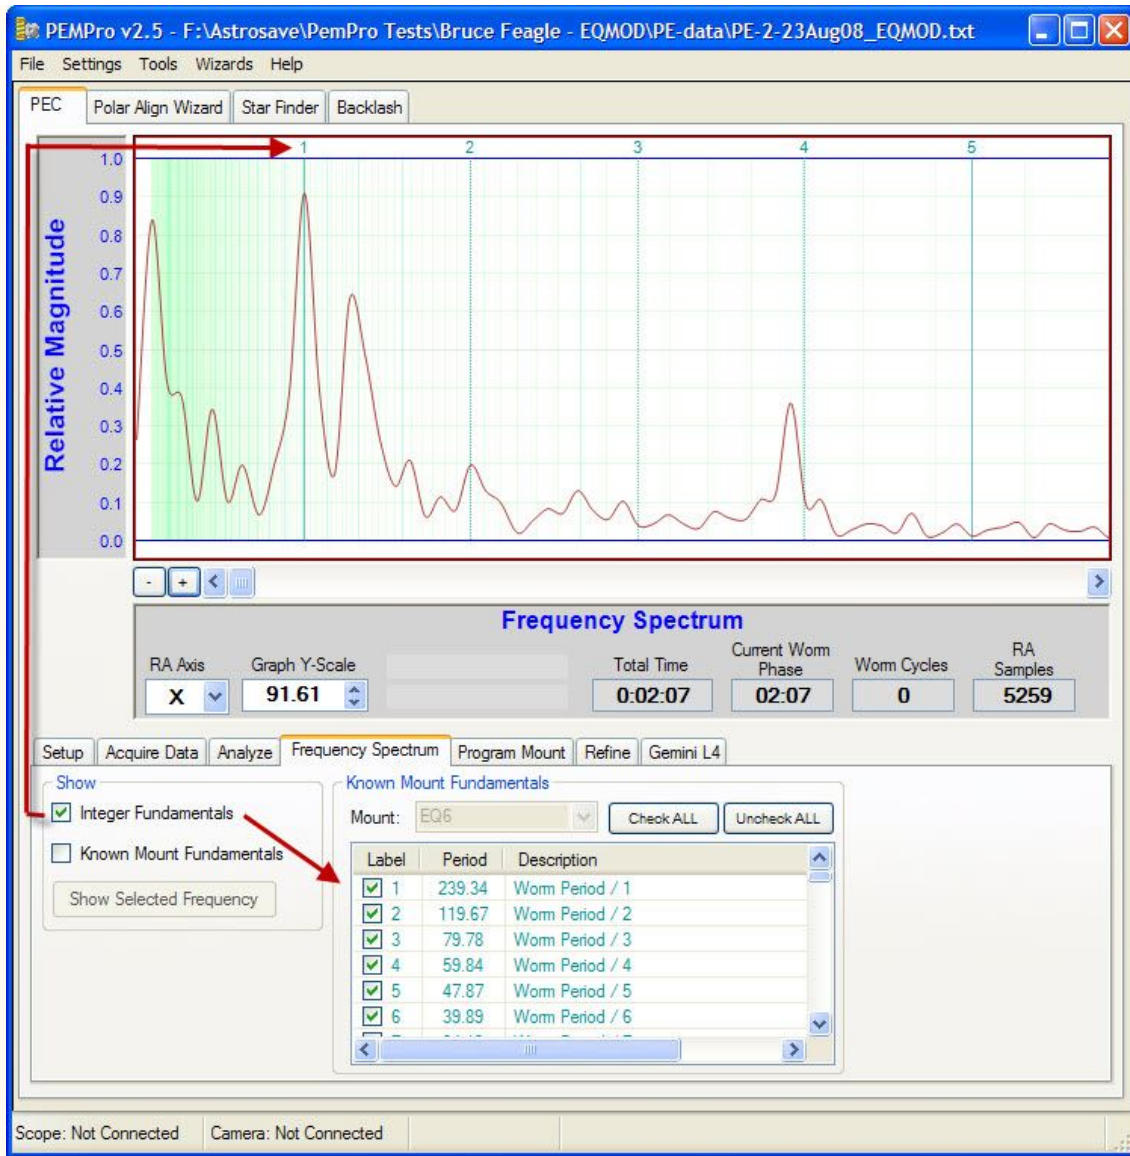 PEMPro v2.5 - F:\Astrosave\PemPro Tests\Bruce Feagle - EQMOD\PE-data\PE-2-23Aug08_EQMOD.txt
File Settings Tools Wizards Help
PEC Polar Align Wizard Star Finder Backlash
1 2 3 4 5
Relative Magnitude
1.0
0.9
0.8
0.7
0.6
0.5
0.4
0.3
0.2
0.1
0.0
- +
Frequency Spectrum
RA Axis Graph Y-Scale Total Time Current Worm Phase Worm Cycles RA Samples
X 91.61 0:02:07 02:07 0 5259
Setup Acquire Data Analyze Frequency Spectrum Program Mount Refine Gemini L4
Show
Integer Fundamentals
Known Mount Fundamentals
Show Selected Frequency
Known Mount Fundamentals
Mount: EQ6 Check ALL Uncheck ALL
Label Period Description
1 239.34 Worm Period / 1
2 119.67 Worm Period / 2
3 79.78 Worm Period / 3
4 59.84 Worm Period / 4
5 47.87 Worm Period / 5
6 39.89 Worm Period / 6
Scope: Not Connected Camera: Not Connected